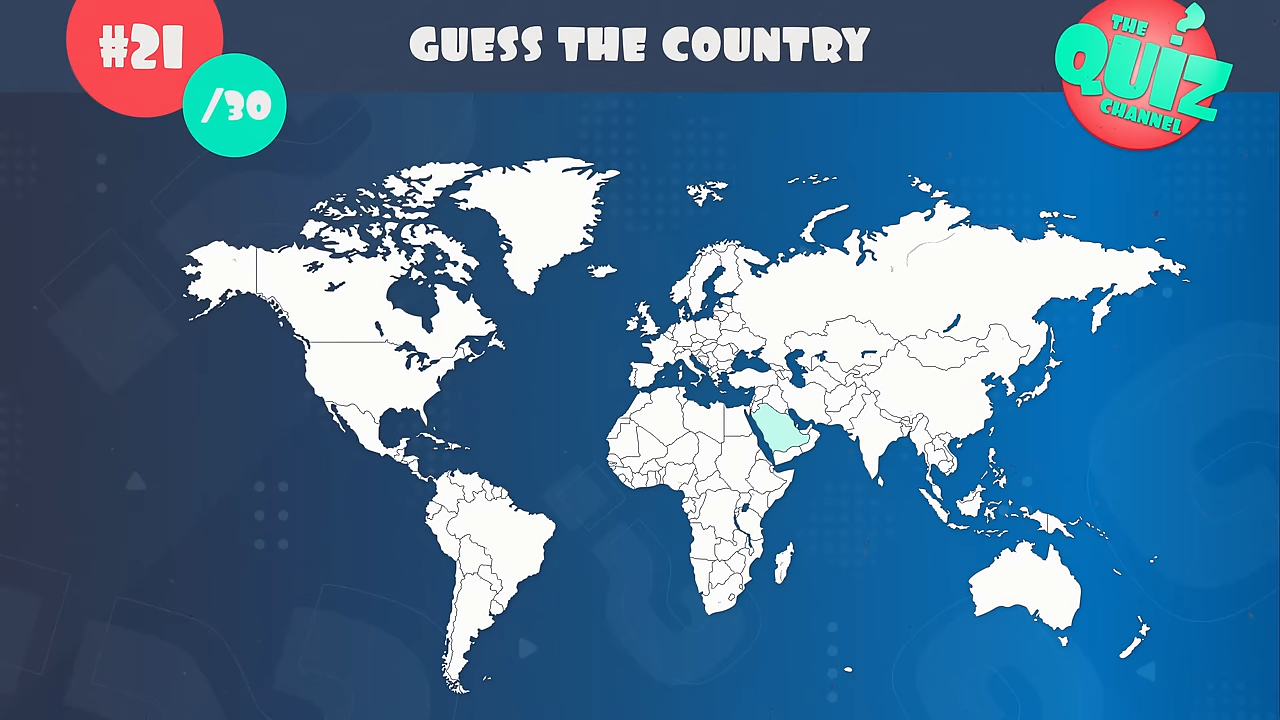 #21
/30
GUESS THE COUNTRY
THE
QUIZ
CHANNEL